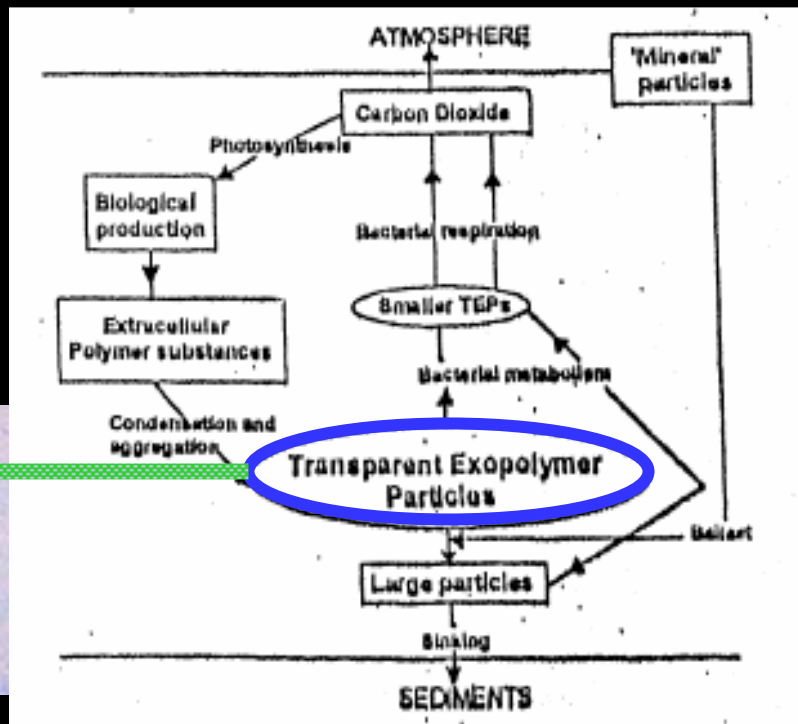 ATMOSPHERE
'Mineral'
particles
Carbon Dioxide
Photosynthesis
Biological
production
Bacterial respiration
Smaller TEPs
Extracellular
Polymer substances
Bacterial metabolism
Condensation and
aggregation
Transparent Exopolymer
Particles
Ballast
Large particles
Sinking
SEDIMENTS